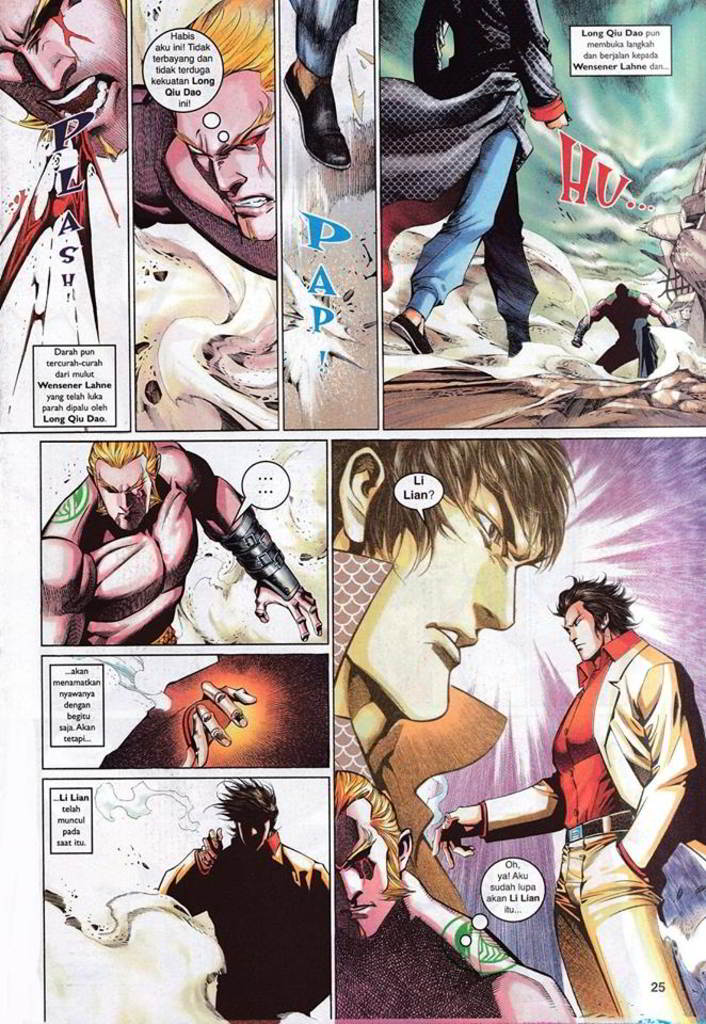 PLASH
Darah pun
tercurah-curah
dari mulut
Wensener Lahne
yang telah luka
parah dipalu oleh
Long Qiu Dao.
Habis
aku ini! Tidak
terbayang dan
tidak terduga
kekuatan Long
Qiu Dao
ini!
PAP!
Long Qiu Dao pun
membuka langkah
dan berjalan kepada
Wensener Lahne dan...
HU...
... ...
...akan
menamatkan
nyawanya
dengan
begitu
saja. Akan
tetapi...
...Li Lian
telah
muncul
pada
saat itu.
Li
Lian?
Oh,
ya! Aku
sudah lupa
akan Li Lian
itu...
25